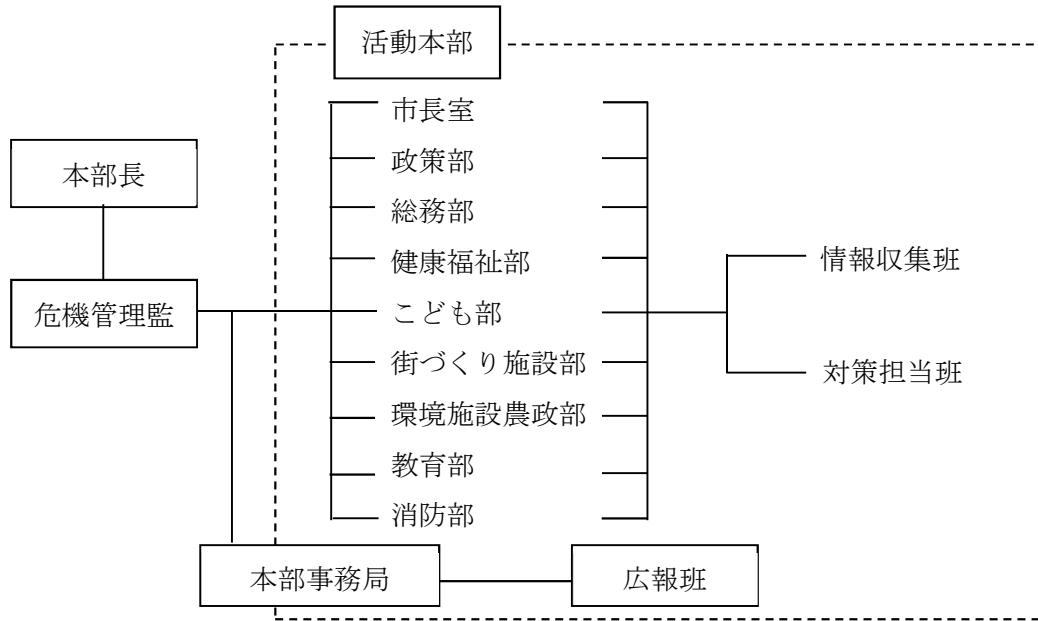 活動本部
本部長
危機管理監
市長室
政策部
総務部
健康福祉部
こども部
街づくり施設部
環境施設農政部
教育部
消防部
情報収集班
対策担当班
本部事務局
広報班